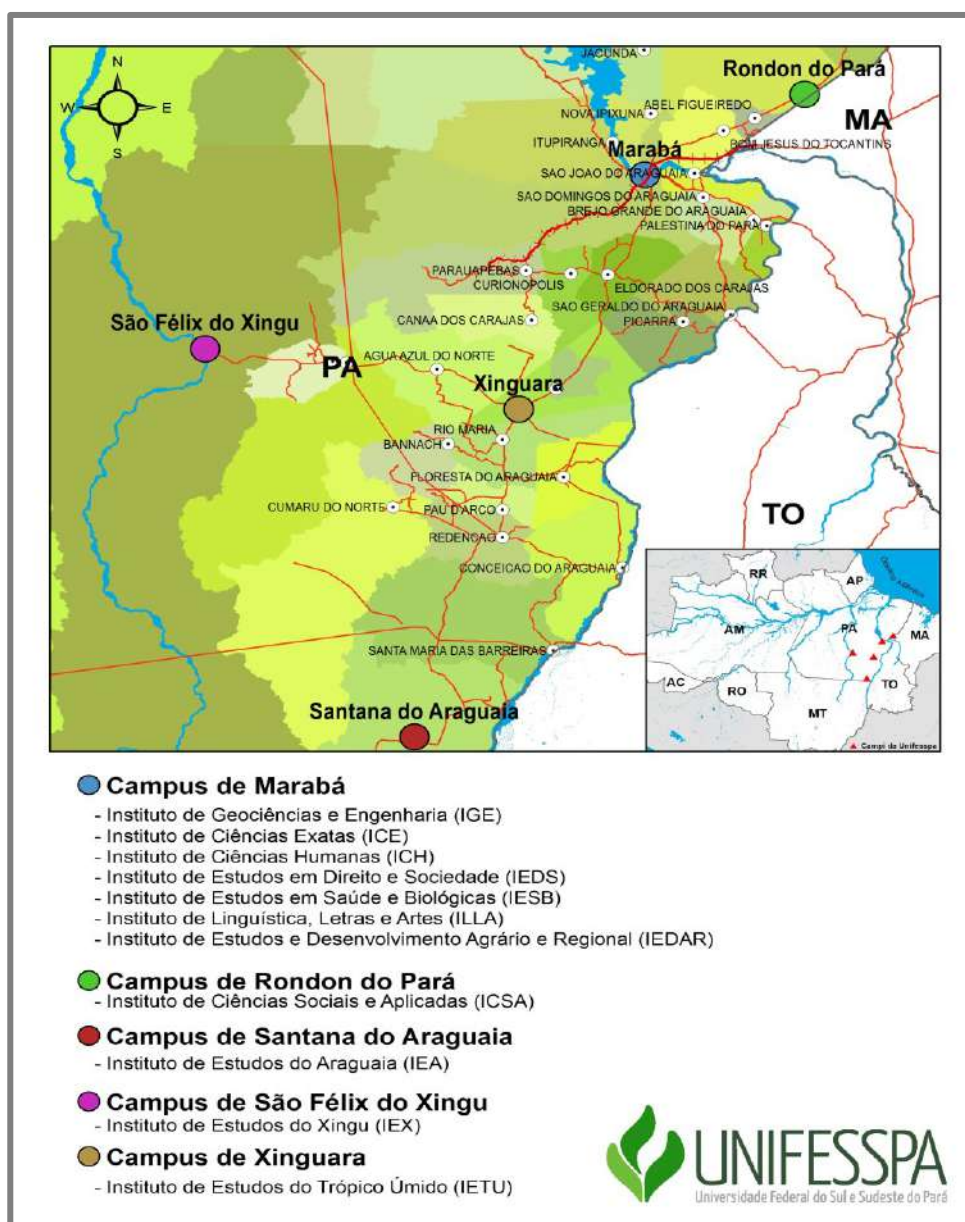 JACUNDA
Rondon do Pará
N
W E
S
ABEL FIGUEIREDO
NOVA IPIXUNA
MA
ITUPIRANGA
BOM JESUS DO TOCANTINS
Marabá
SAO JOAO DO ARAGUAIA
SAO DOMINGOS DO ARAGUAIA
BREJO GRANDE DO ARAGUAIA
PALESTINA DO PARA
PARAUAPEBAS
CURIONOPOLIS
ELDORADO DOS CARAJAS
SAO GERALDO DO ARAGUAIA
CANAA DOS CARAJAS
PICARRA
São Félix do Xingu
AGUA AZUL DO NORTE
PA
Xinguara
RIO MARIA
BANNACH
FLORESTA DO ARAGUAIA
CUMARU DO NORTE
PAU D'ARCO
TO
REDENCAO
CONCEICAO DO ARAGUAIA
SANTA MARIA DAS BARREIRAS
Santana do Araguaia
RR
AP
AM
PA
MA
AC
RO
TO
MT
Campi da Unifesspa
Campus de Marabá
- Instituto de Geociências e Engenharia (IGE)
- Instituto de Ciências Exatas (ICE)
- Instituto de Ciências Humanas (ICH)
- Instituto de Estudos em Direito e Sociedade (IEDS)
- Instituto de Estudos em Saúde e Biológicas (IESB)
- Instituto de Linguística, Letras e Artes (ILLA)
- Instituto de Estudos e Desenvolvimento Agrário e Regional (IEDAR)
Campus de Rondon do Pará
- Instituto de Ciências Sociais e Aplicadas (ICSA)
Campus de Santana do Araguaia
- Instituto de Estudos do Araguaia (IEA)
Campus de São Félix do Xingu
- Instituto de Estudos do Xingu (IEX)
Campus de Xinguara
- Instituto de Estudos do Trópico Úmido (IETU)
UNIFESSPA
Universidade Federal do Sul e Sudeste do Pará